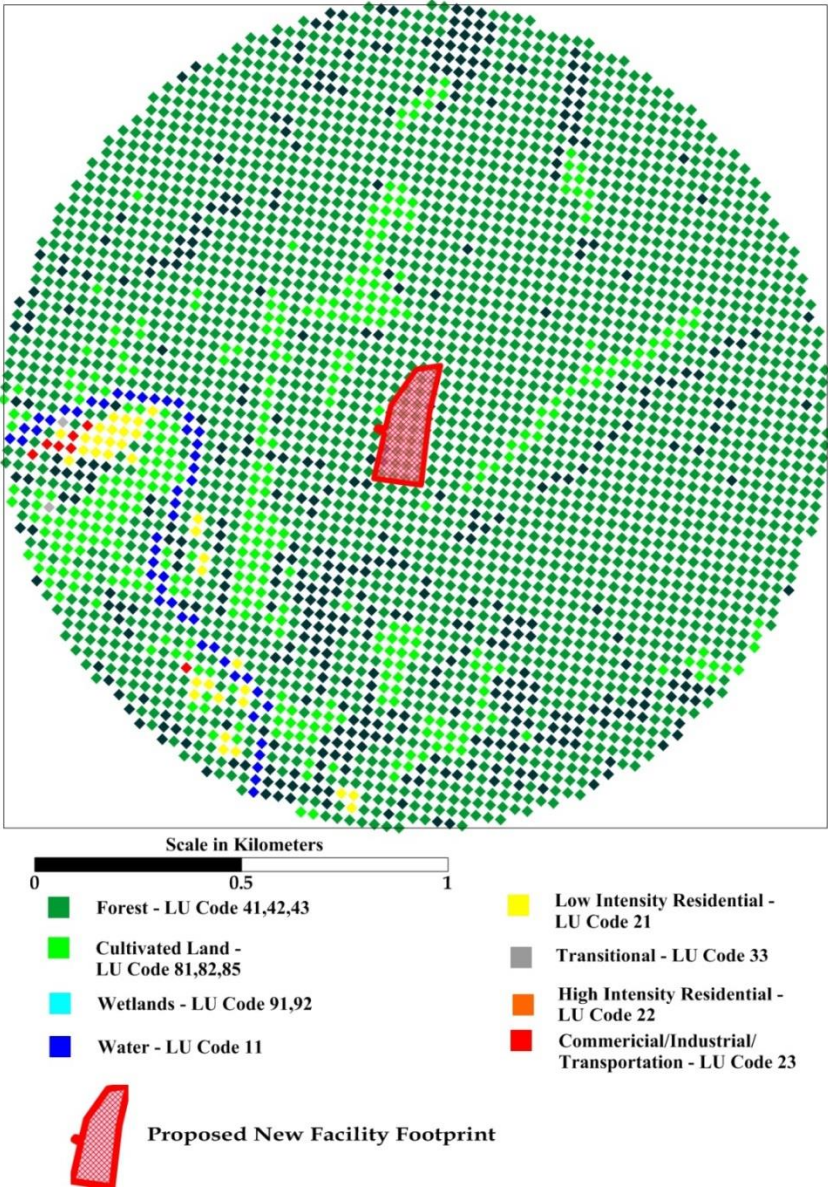 Scale in Kilometers
0 0.5 1
Forest - LU Code 41,42,43
Cultivated Land -
LU Code 81,82,85
Wetlands - LU Code 91,92
Water - LU Code 11
Low Intensity Residential -
LU Code 21
Transitional - LU Code 33
High Intensity Residential -
LU Code 22
Commericial/Industrial/
Transportation - LU Code 23
Proposed New Facility Footprint